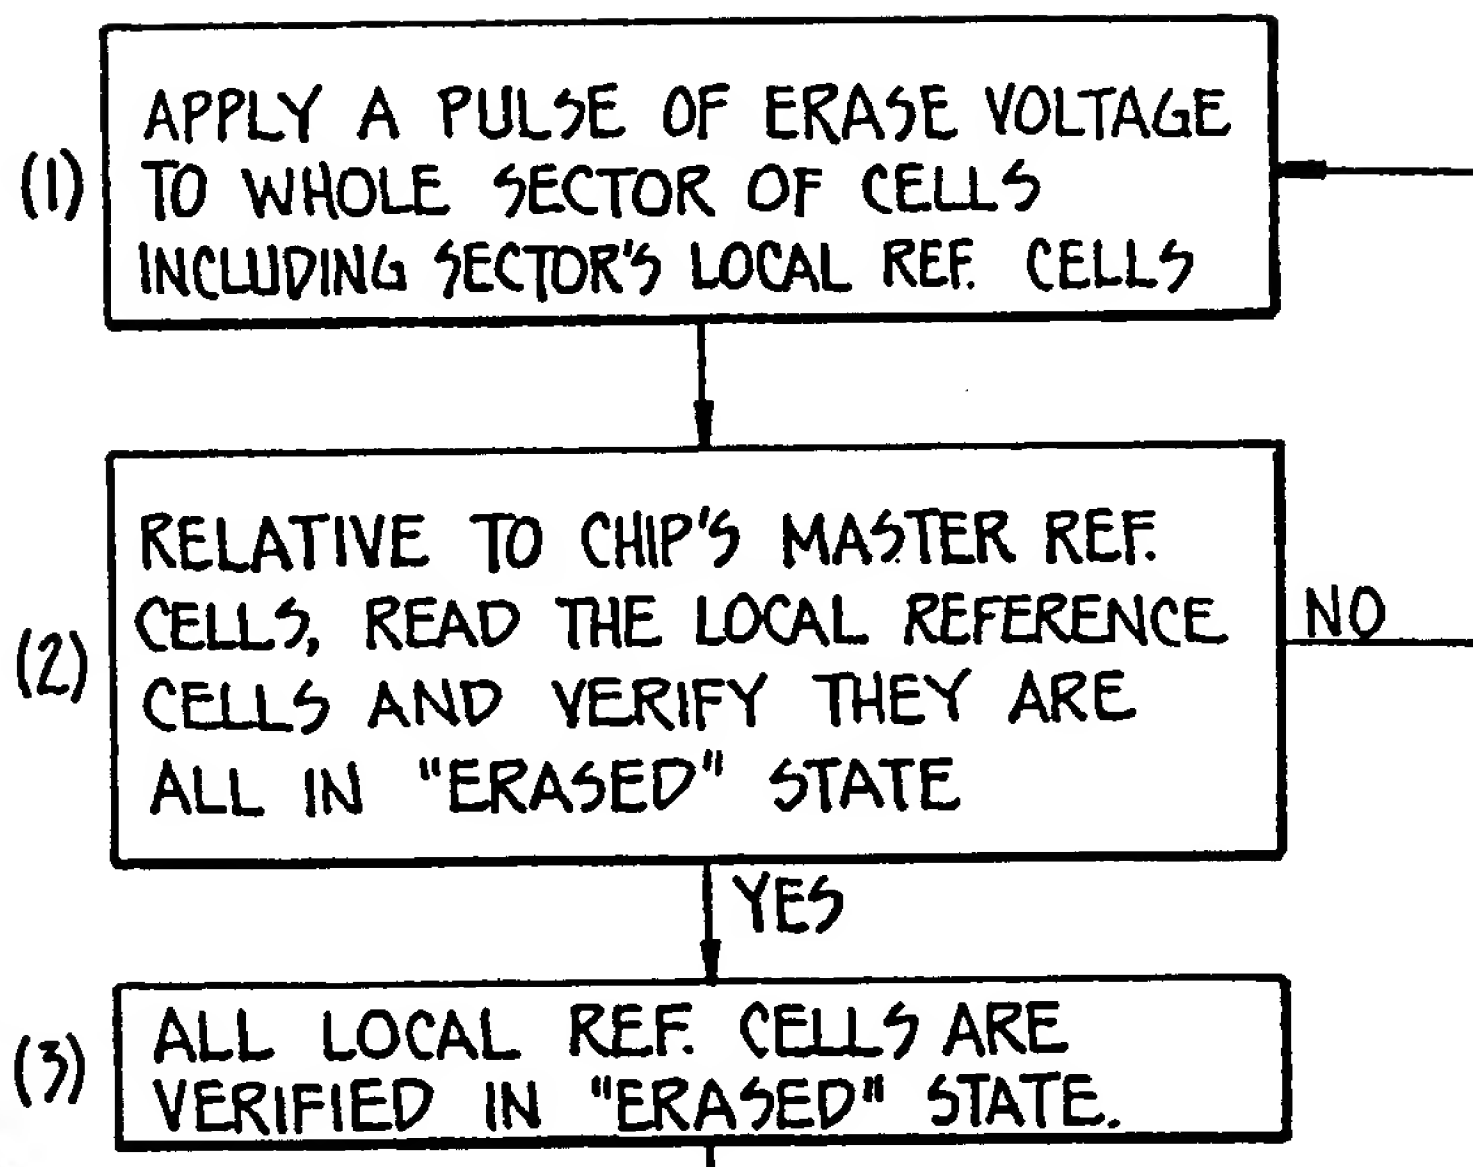 (1)
APPLY A PULSE OF ERASE VOLTAGE
TO WHOLE SECTOR OF CELLS
INCLUDING SECTOR'S LOCAL REF. CELLS
(2)
RELATIVE TO CHIP'S MASTER REF.
CELLS, READ THE LOCAL REFERENCE
CELLS AND VERIFY THEY ARE
ALL IN "ERASED" STATE
NO
YES
(3)
ALL LOCAL REF. CELLS ARE
VERIFIED IN "ERASED" STATE.